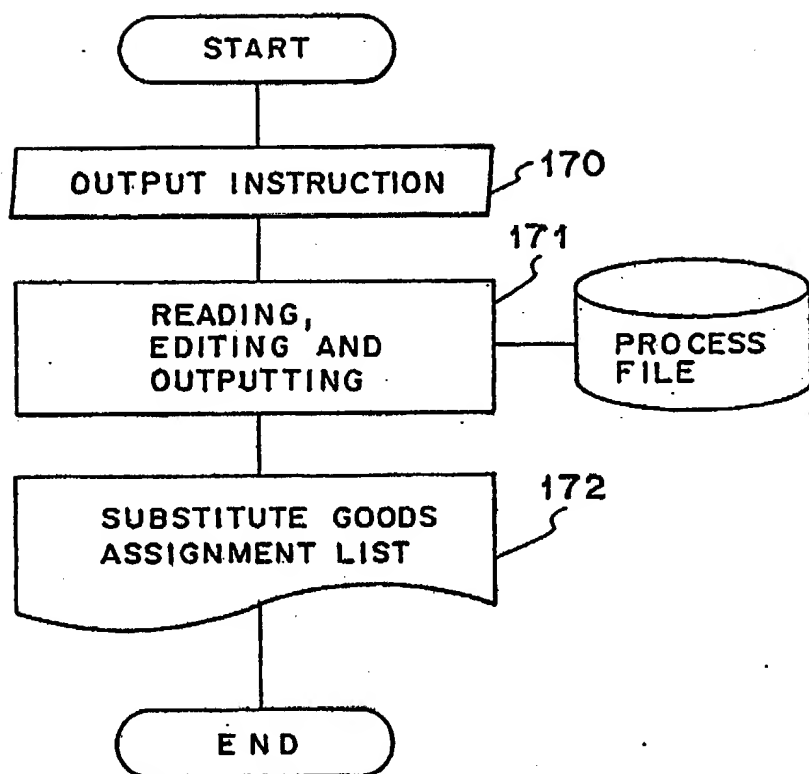 START
OUTPUT INSTRUCTION
170
171
READING,
EDITING AND
OUTPUTTING
PROCESS
FILE
172
SUBSTITUTE GOODS
ASSIGNMENT LIST
END